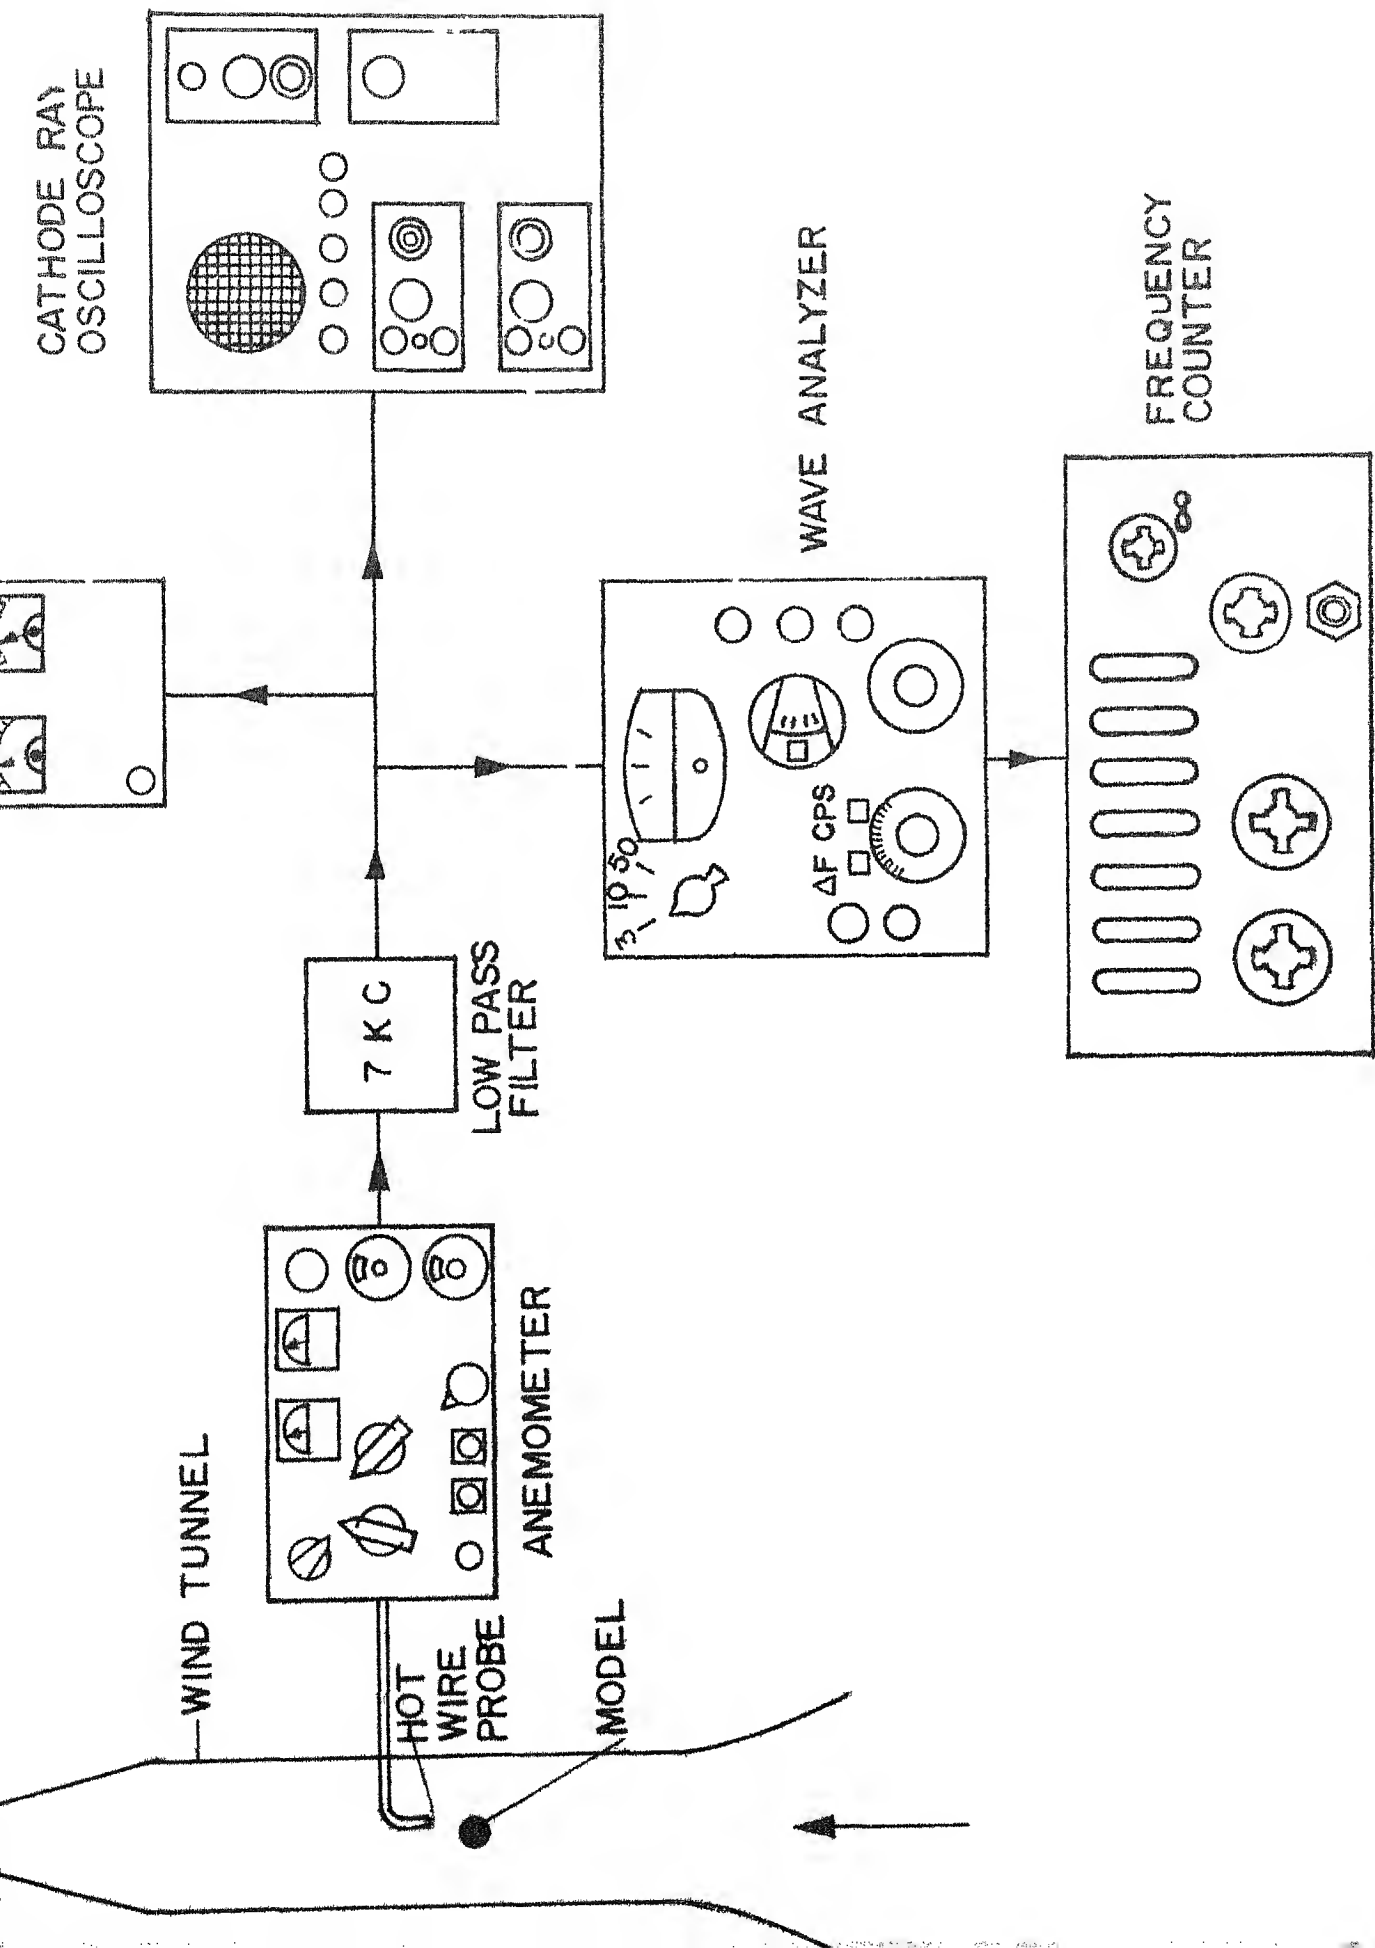 CATHODE RAY
OSCILLOSCOPE
WAVE ANALYZER
FREQUENCY
COUNTER
3 10 50
ΔF CPS
7 KC
LOW PASS
FILTER
WIND TUNNEL
ANEMOMETER
HOT
WIRE
PROBE
MODEL